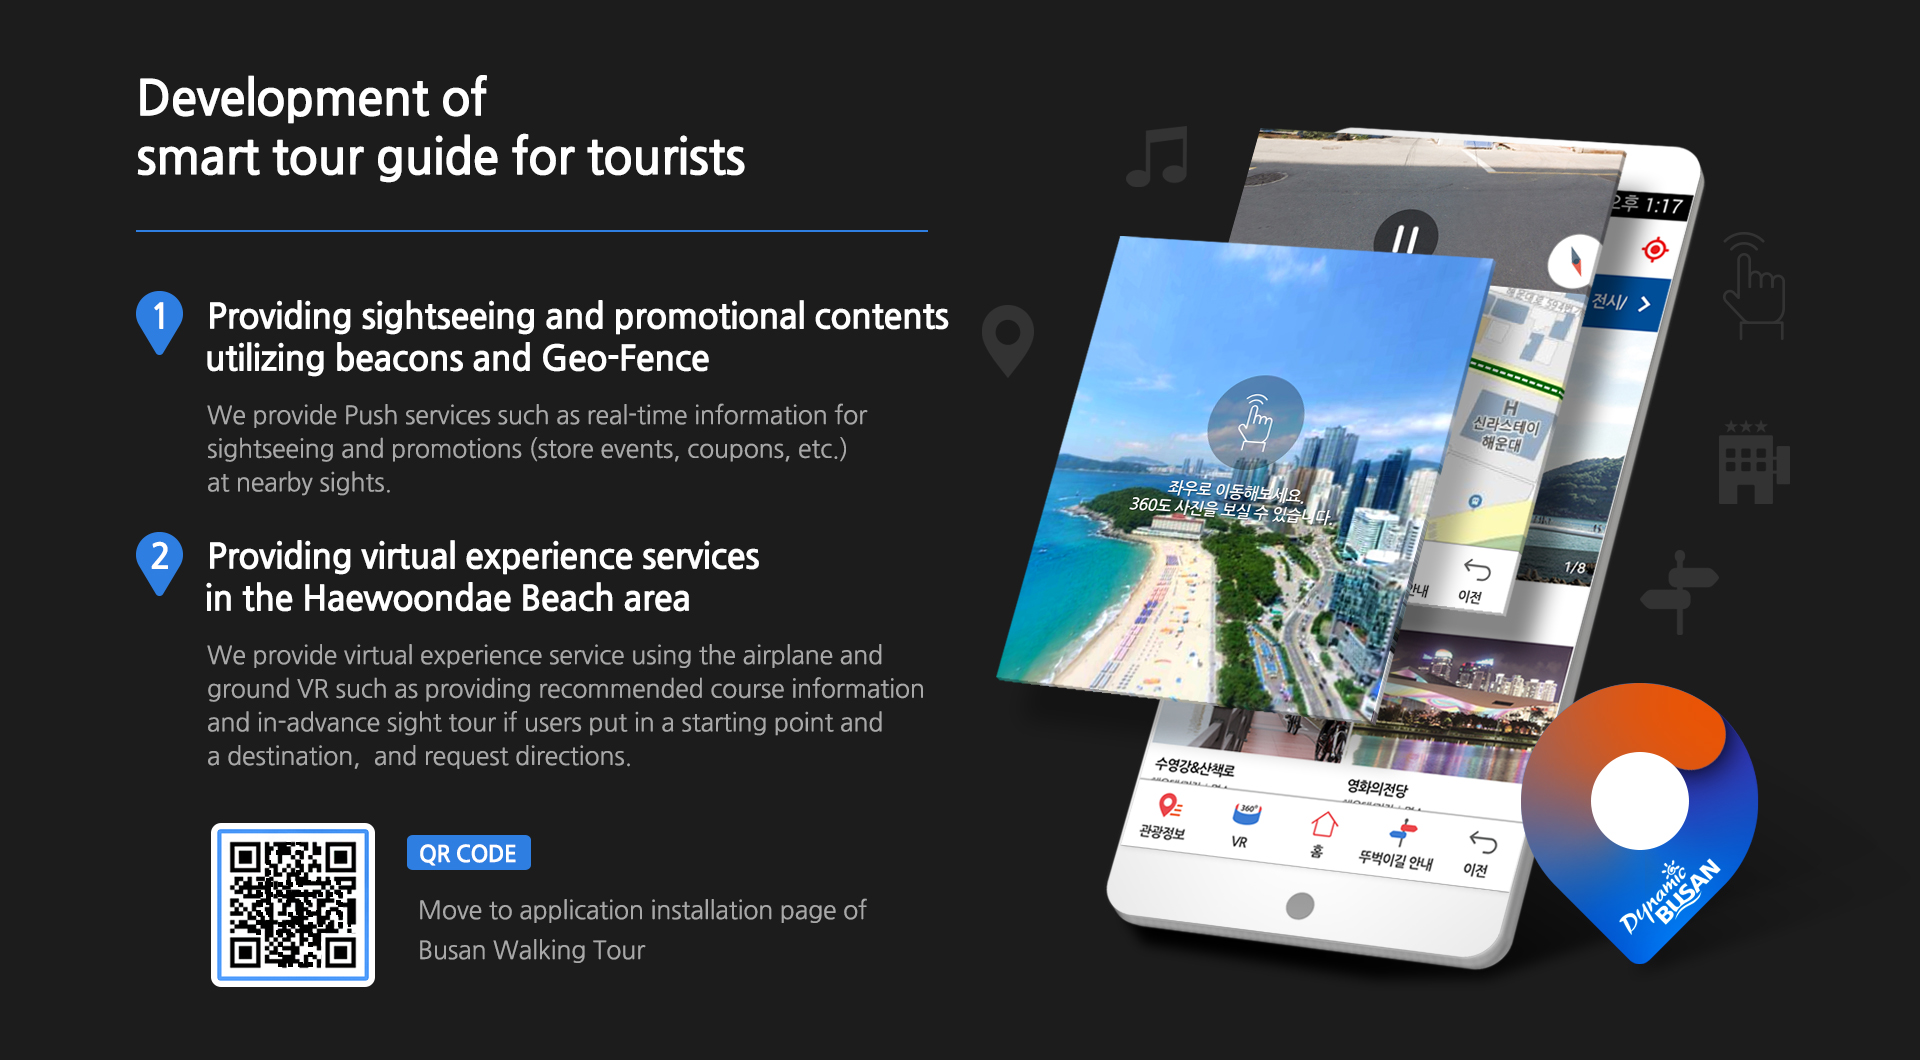 Development of
smart tour guide for tourists
1
Providing sightseeing and promotional contents
utilizing beacons and Geo-Fence
We provide Push services such as real-time information for
sightseeing and promotions (store events, coupons, etc.)
at nearby sights.
2
Providing virtual experience services
in the Haewoondae Beach area
We provide virtual experience service using the airplane and
ground VR such as providing recommended course information
and in-advance sight tour if users put in a starting point and
a destination,  and request directions.
QR CODE
Move to application installation page of
Busan Walking Tour
오후 1:17
전시/
H
신라스테이
해운대
좌우로 이동해보세요.
360도 사진을 보실 수 있습니다.
1/8
안내
이전
수영강&산책로
영화의전당
360°
관광정보
VR
홈
뚜벅이길 안내
이전
Dynamic
BUSAN